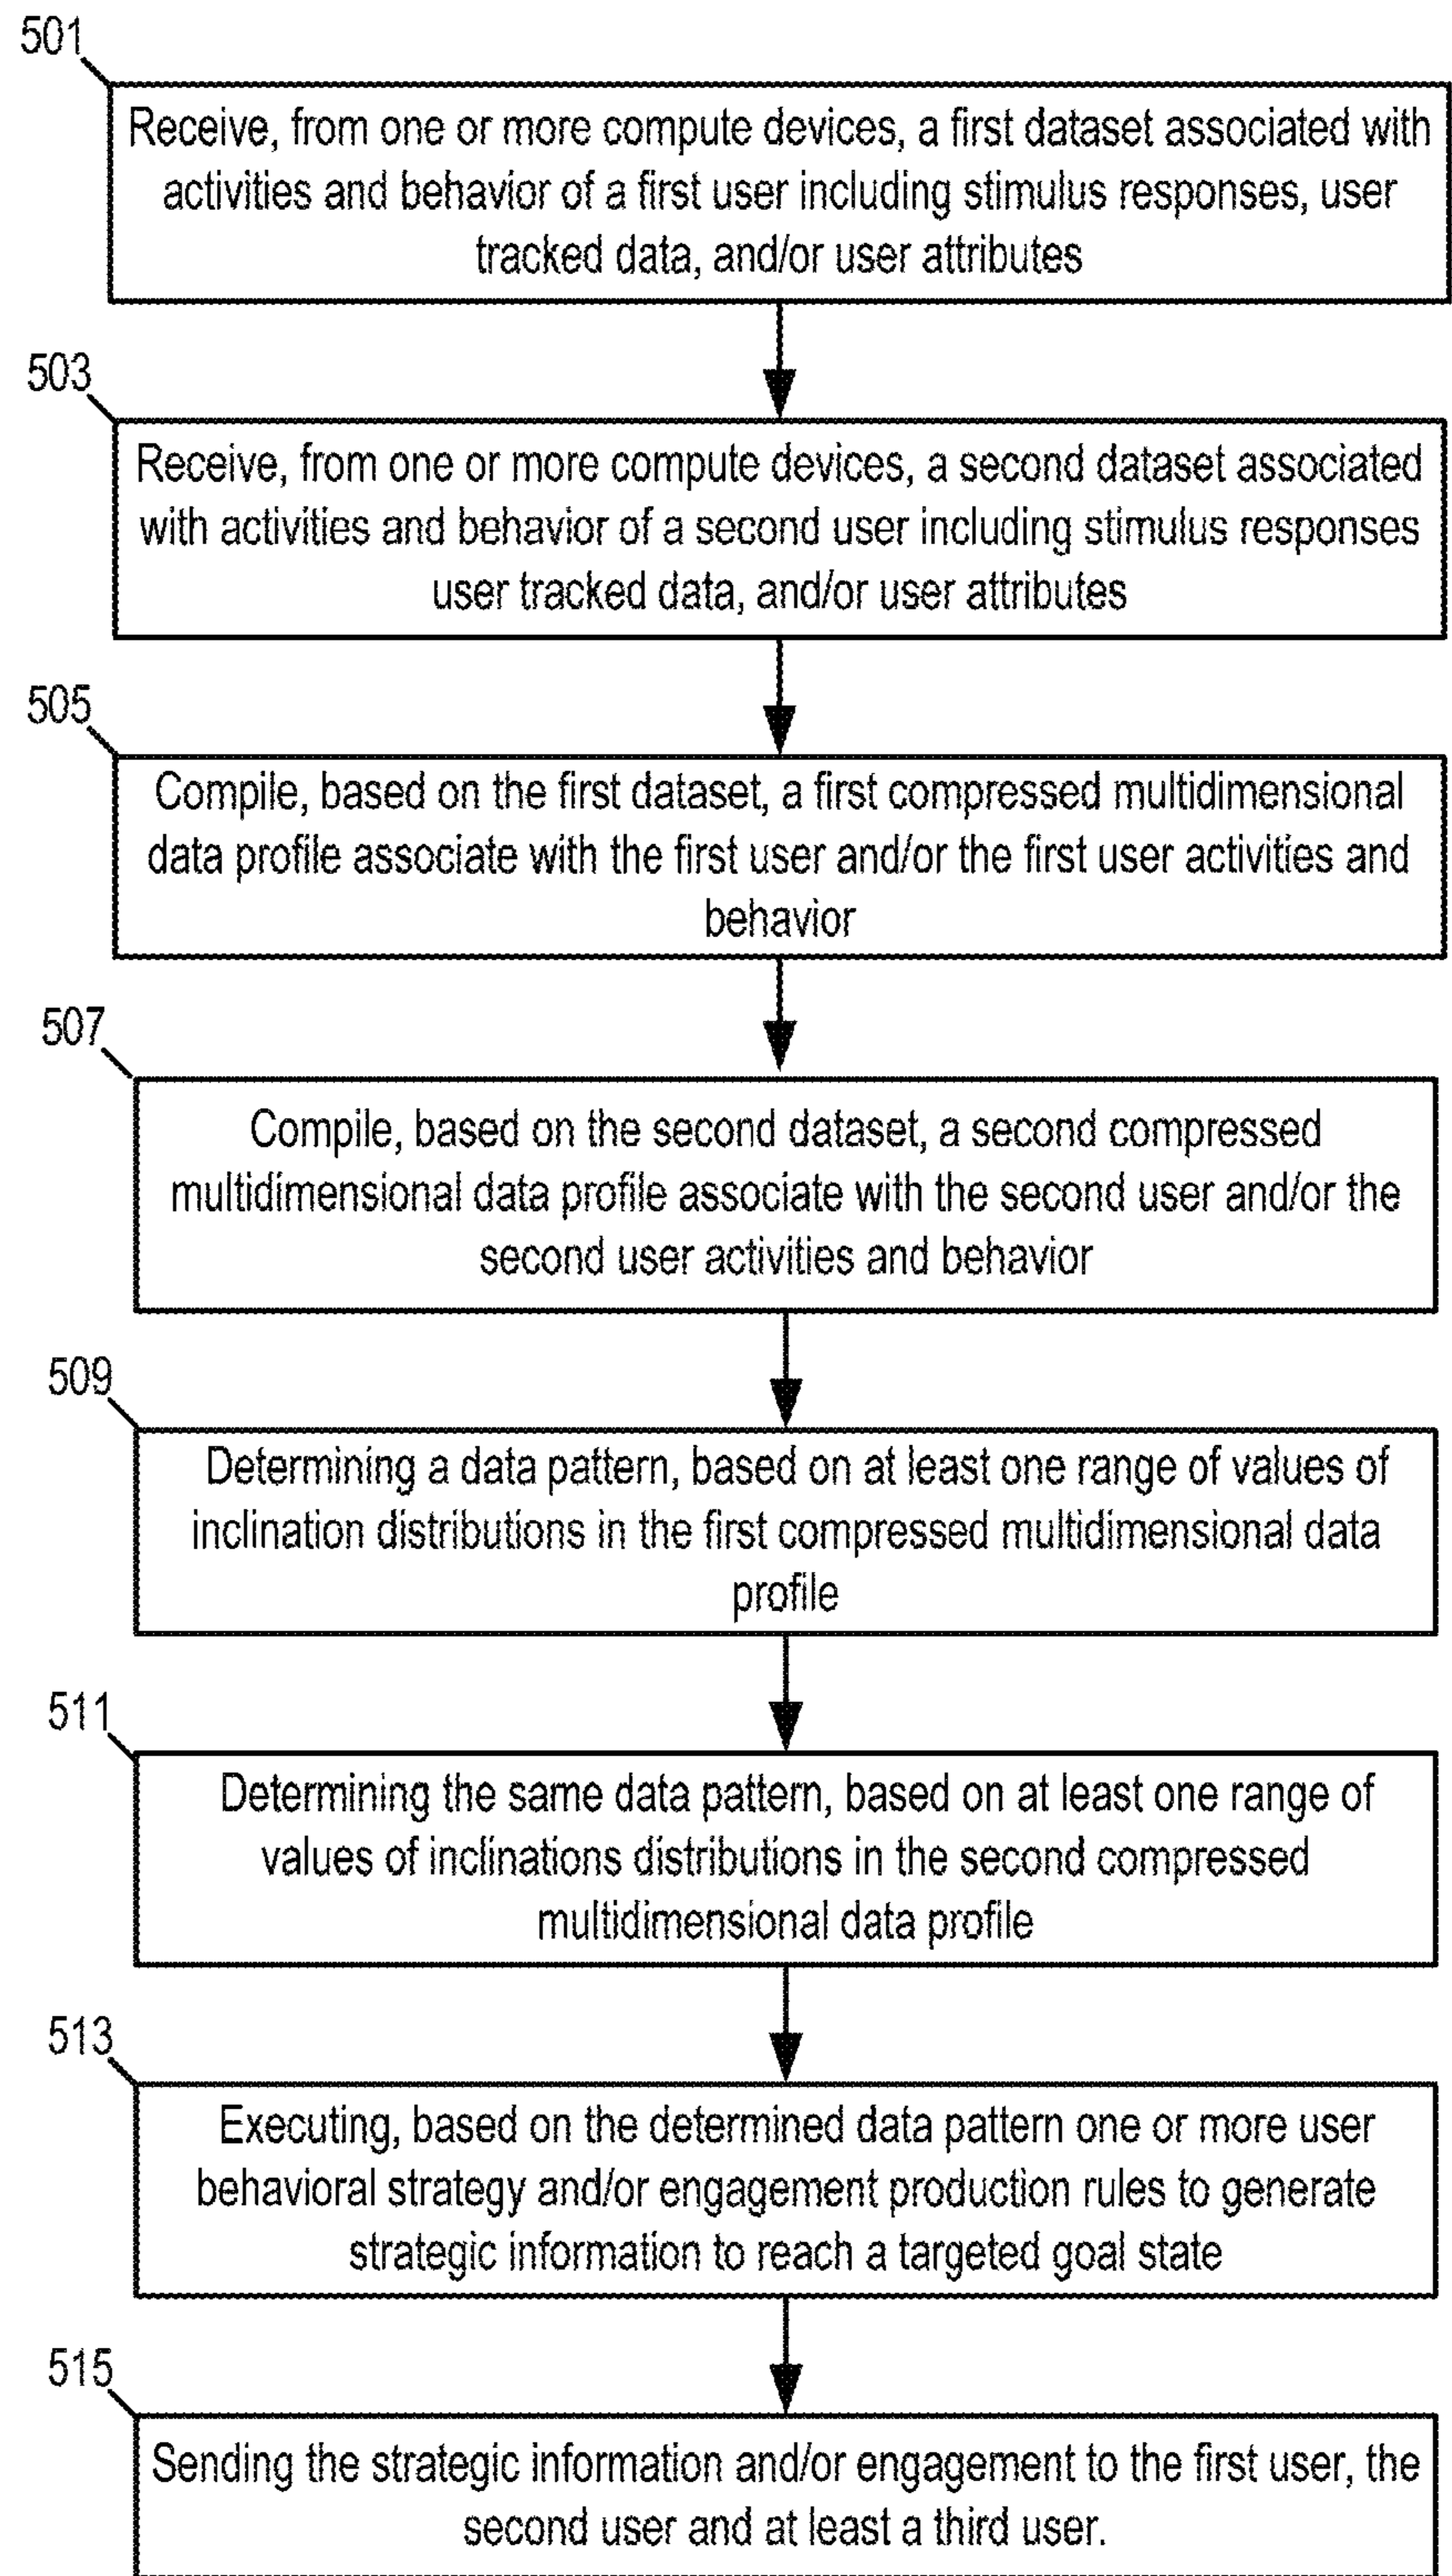 501
Receive, from one or more compute devices, a first dataset associated with
activities and behavior of a first user including stimulus responses, user
tracked data, and/or user attributes
503
Receive, from one or more compute devices, a second dataset associated
with activities and behavior of a second user including stimulus responses
user tracked data, and/or user attributes
505
Compile, based on the first dataset, a first compressed multidimensional
data profile associate with the first user and/or the first user activities and
behavior
507
Compile, based on the second dataset, a second compressed
multidimensional data profile associate with the second user and/or the
second user activities and behavior
509
Determining a data pattern, based on at least one range of values of
inclination distributions in the first compressed multidimensional data
profile
511
Determining the same data pattern, based on at least one range of
values of inclinations distributions in the second compressed
multidimensional data profile
513
Executing, based on the determined data pattern one or more user
behavioral strategy and/or engagement production rules to generate
strategic information to reach a targeted goal state
515
Sending the strategic information and/or engagement to the first user, the
second user and at least a third user.